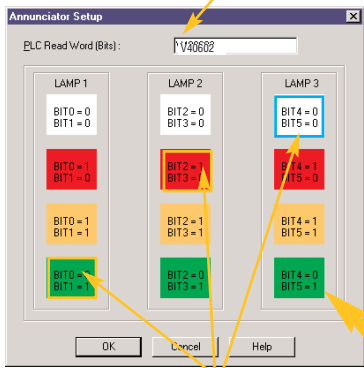 Annunciator Setup
PLC Read Word (Bits) : V40602
LAMP 1 LAMP 2 LAMP 3
BIT0 = 0 BIT2 = 0 BIT4 = 0
BIT1 = 0 BIT3 = 0 BIT5 = 0
BIT0 = 1 BIT2 = 1 BIT4 = 1
BIT1 = 0 BIT3 = 0 BIT5 = 0
BIT0 = 1 BIT2 = 1 BIT4 = 1
BIT1 = 1 BIT3 = 1 BIT5 = 1
BIT0 = 0 BIT2 = 0 BIT4 = 0
BIT1 = 1 BIT3 = 1 BIT5 = 1
OK Cancel Help